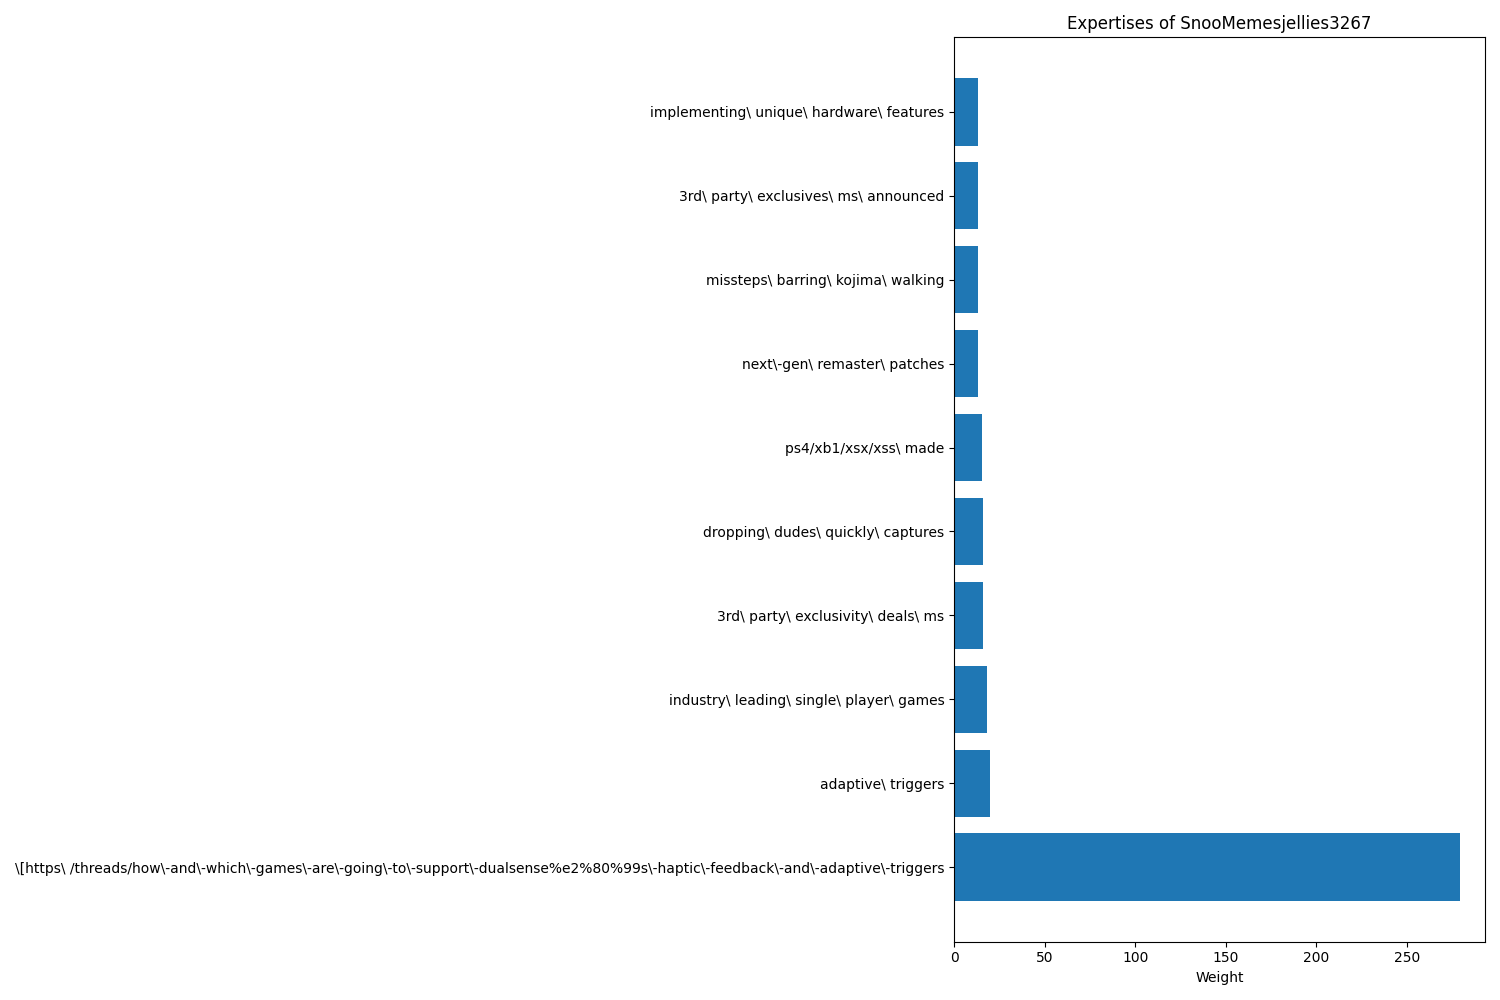 Expertises of SnooMemesjellies3267
implementing\ unique\ hardware\ features
3rd\ party\ exclusives\ ms\ announced
missteps\ barring\ kojima\ walking
next\-gen\ remaster\ patches
ps4/xb1/xsx/xss\ made
dropping\ dudes\ quickly\ captures
3rd\ party\ exclusivity\ deals\ ms
industry\ leading\ single\ player\ games
adaptive\ triggers
\[https\ /threads/how\-and\-which\-games\-are\-going\-to\-support\-dualsense%e2%80%99s\-haptic\-feedback\-and\-adaptive\-triggers
0 50 100 150 200 250
Weight